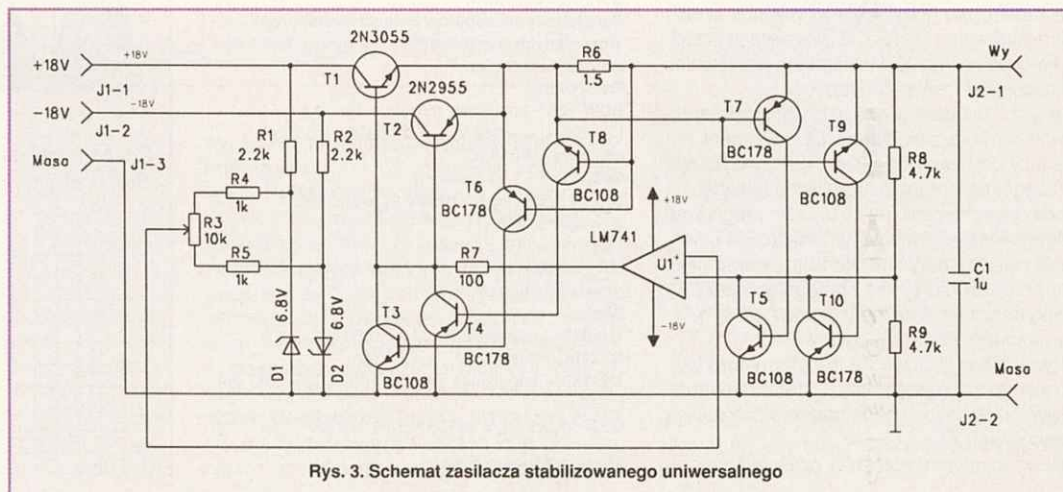 2N3055
+18V
+18V
R6
1.5
Wy
J1-1
T1
2N2955
J2-1
-18V
-18V
T7
J1-2
R1
2.2k
R2
2.2k
T2
T8
T9
Masa
J1-3
BC178
BC108
BC108
R8
4.7k
R4
1k
T6
BC178
+18V
R3
10k
LM741
R5
1k
R7
100
U1
+
C1
1u
6.8V
6.8V
-18V
T3
T4
T5
T10
R9
4.7k
BC178
D1
D2
BC108
BC108
BC178
Masa
J2-2
Rys. 3. Schemat zasilacza stabilizowanego uniwersalnego